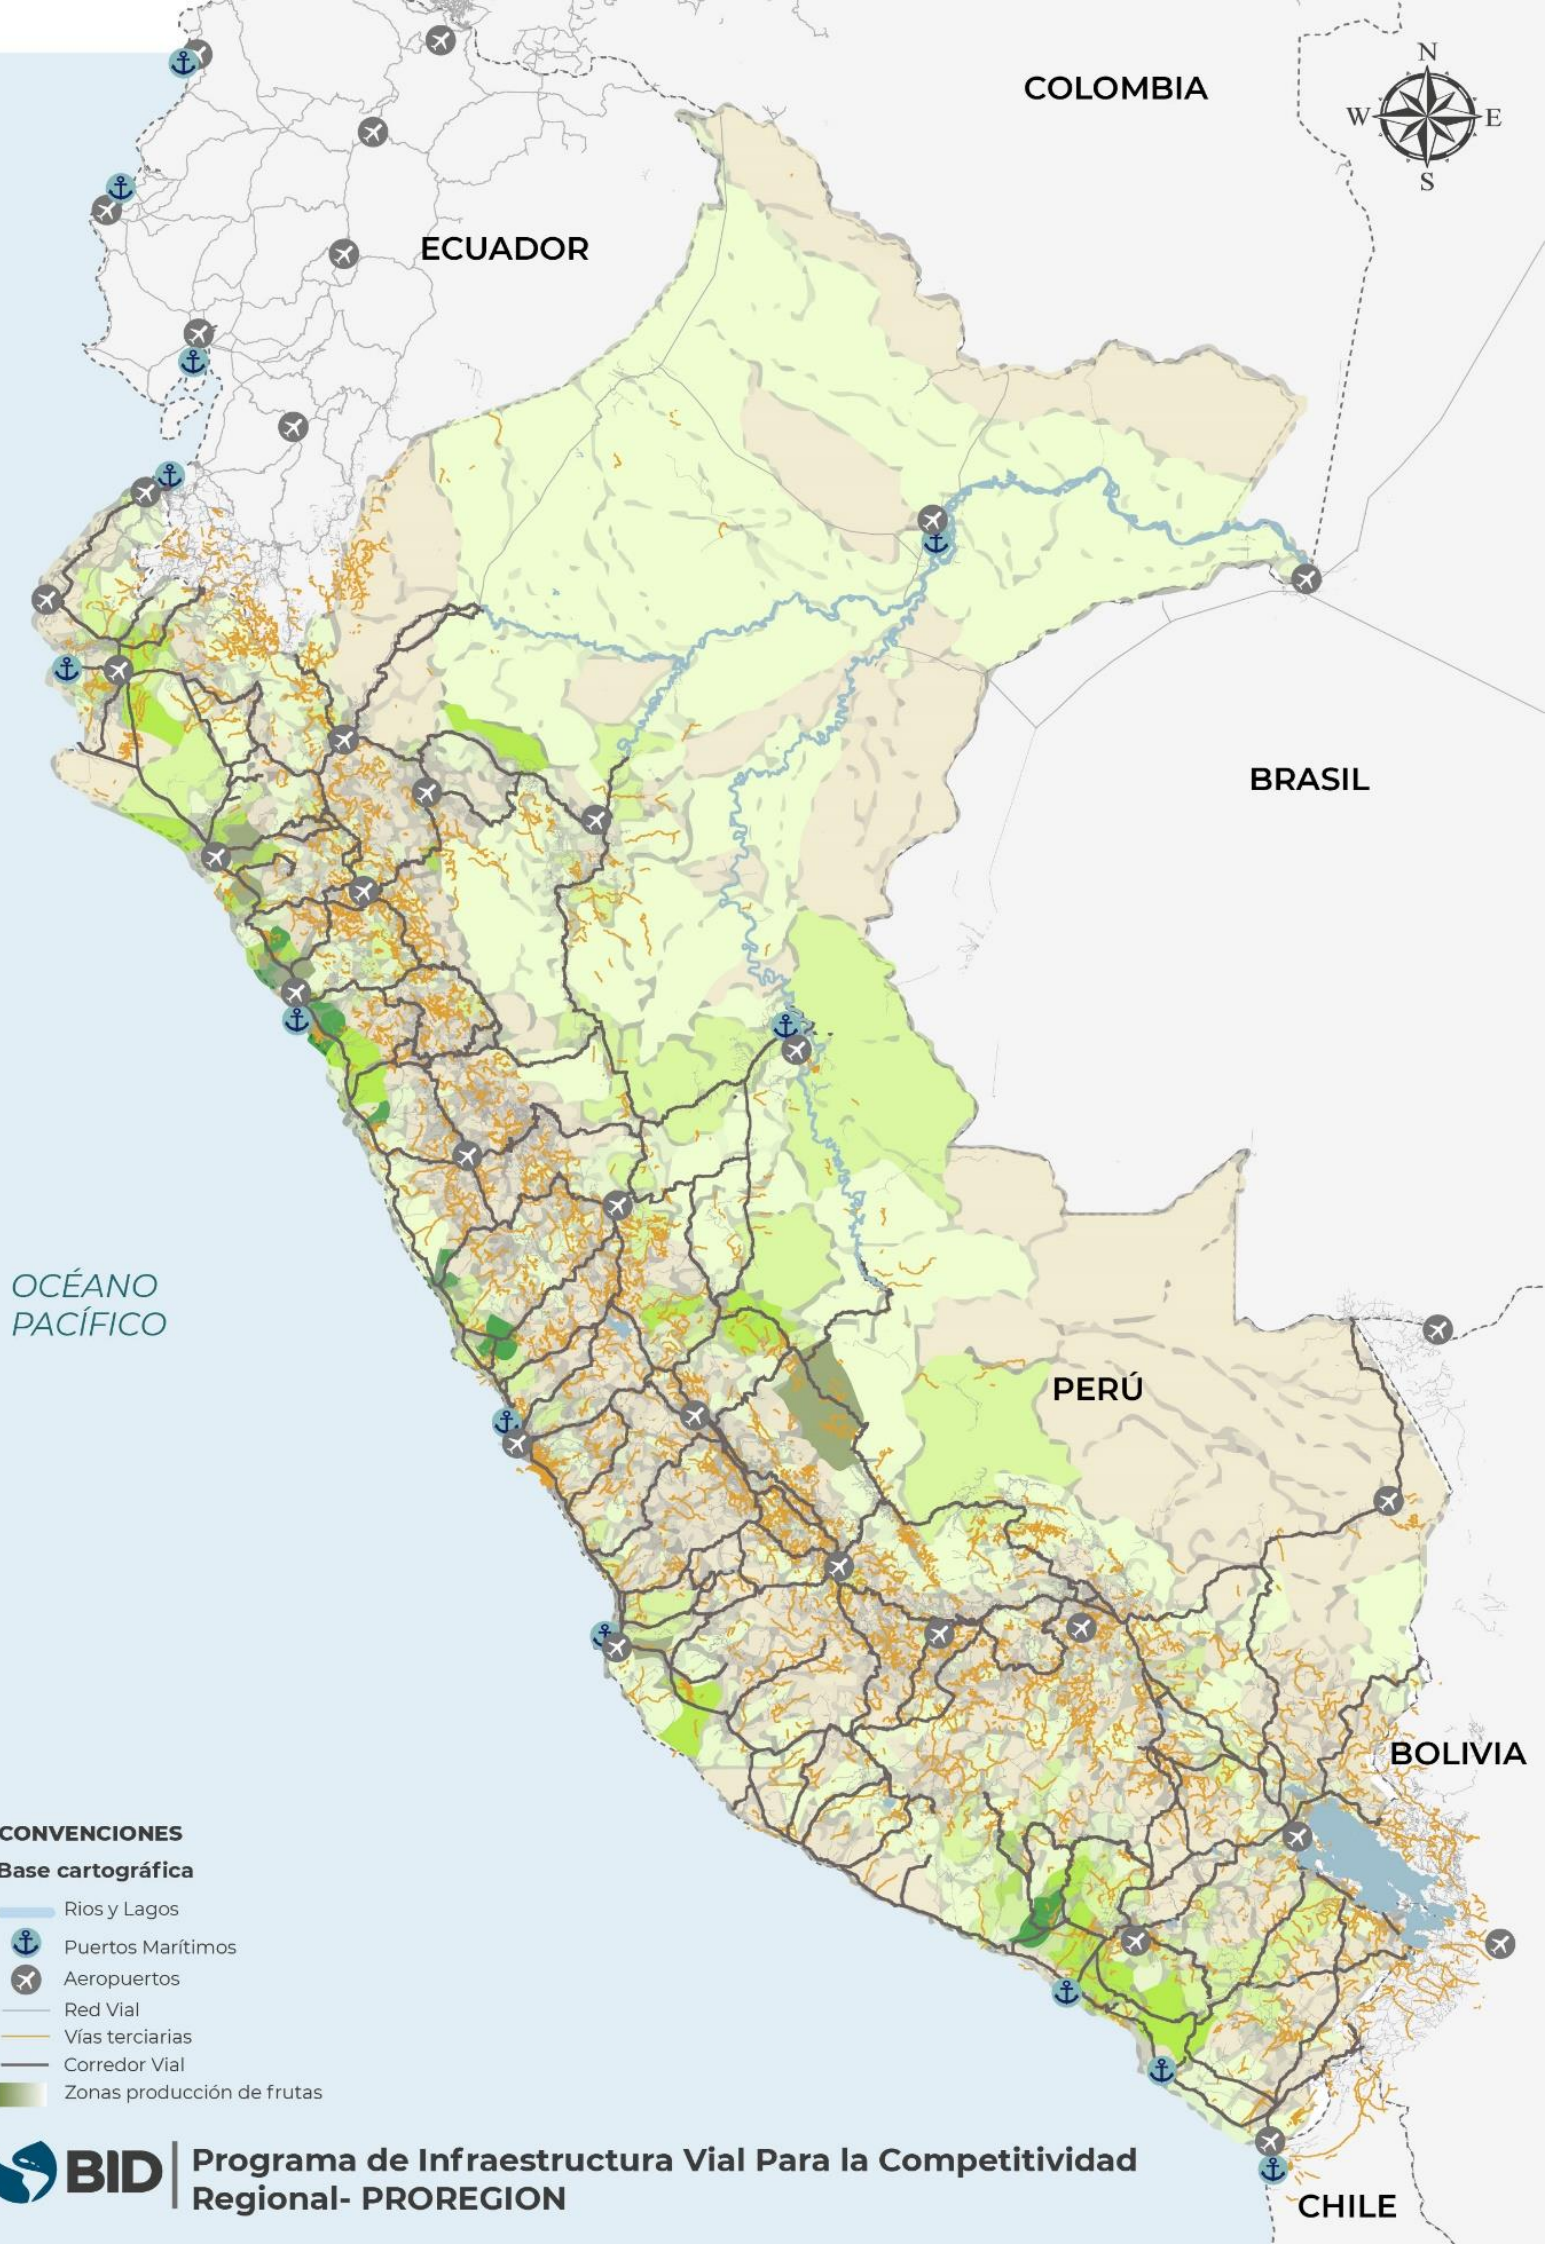 COLOMBIA
N
W
E
S
ECUADOR
BRASIL
OCÉANO
PACÍFICO
PERÚ
BOLIVIA
CONVENCIONES
Base cartográfica
Rios y Lagos
Puertos Marítimos
Aeropuertos
Red Vial
Vías terciarias
Corredor Vial
Zonas producción de frutas
BID
Programa de Infraestructura Vial Para la Competitividad
Regional- PROREGION
CHILE